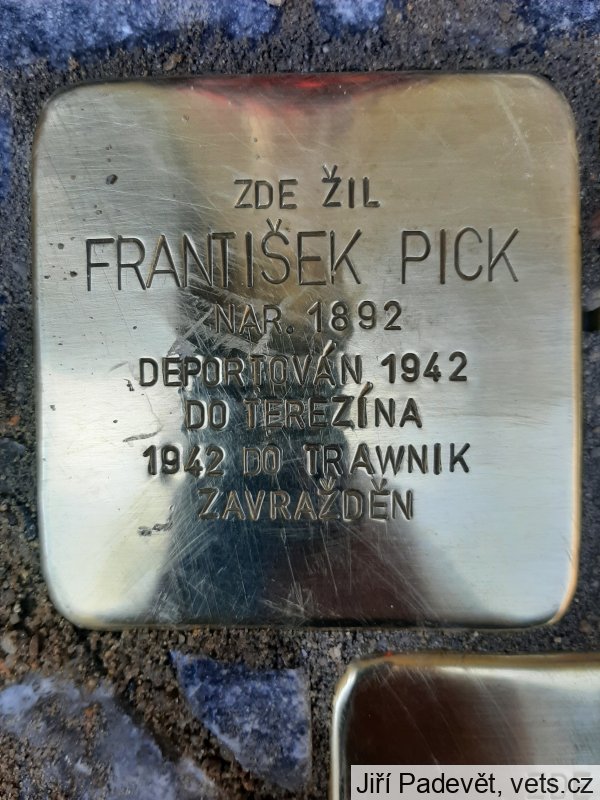 ZDE ŽIL
FRANTIŠEK PICK
NAR. 1892
DEPORTOVÁN 1942
DO TEREZÍNA
1942 DO TRAWNIK
ZAVRAŽDĚN
Jiří Padevět, vets.cz